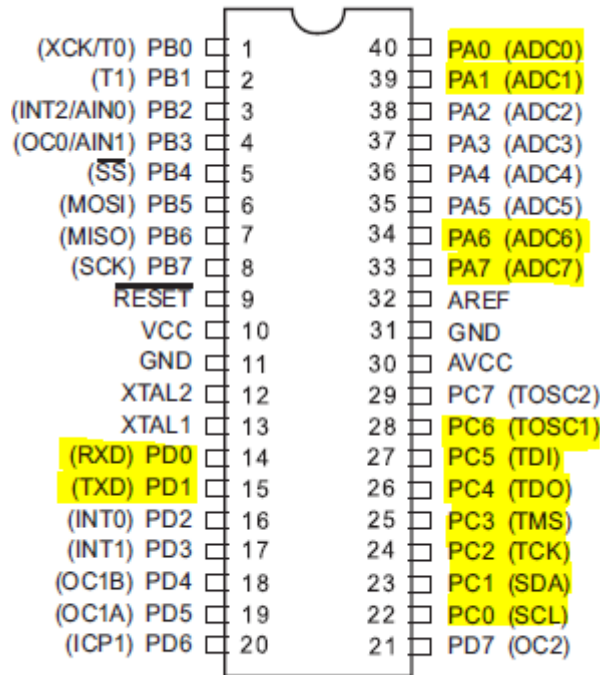 (XCK/T0) PB0 1 40 PA0 (ADC0)
(T1) PB1 2 39 PA1 (ADC1)
(INT2/AIN0) PB2 3 38 PA2 (ADC2)
(OC0/AIN1) PB3 4 37 PA3 (ADC3)
(SS) PB4 5 36 PA4 (ADC4)
(MOSI) PB5 6 35 PA5 (ADC5)
(MISO) PB6 7 34 PA6 (ADC6)
(SCK) PB7 8 33 PA7 (ADC7)
RESET 9 32 AREF
VCC 10 31 GND
GND 11 30 AVCC
XTAL2 12 29 PC7 (TOSC2)
XTAL1 13 28 PC6 (TOSC1)
(RXD) PD0 14 27 PC5 (TDI)
(TXD) PD1 15 26 PC4 (TDO)
(INT0) PD2 16 25 PC3 (TMS)
(INT1) PD3 17 24 PC2 (TCK)
(OC1B) PD4 18 23 PC1 (SDA)
(OC1A) PD5 19 22 PC0 (SCL)
(ICP1) PD6 20 21 PD7 (OC2)